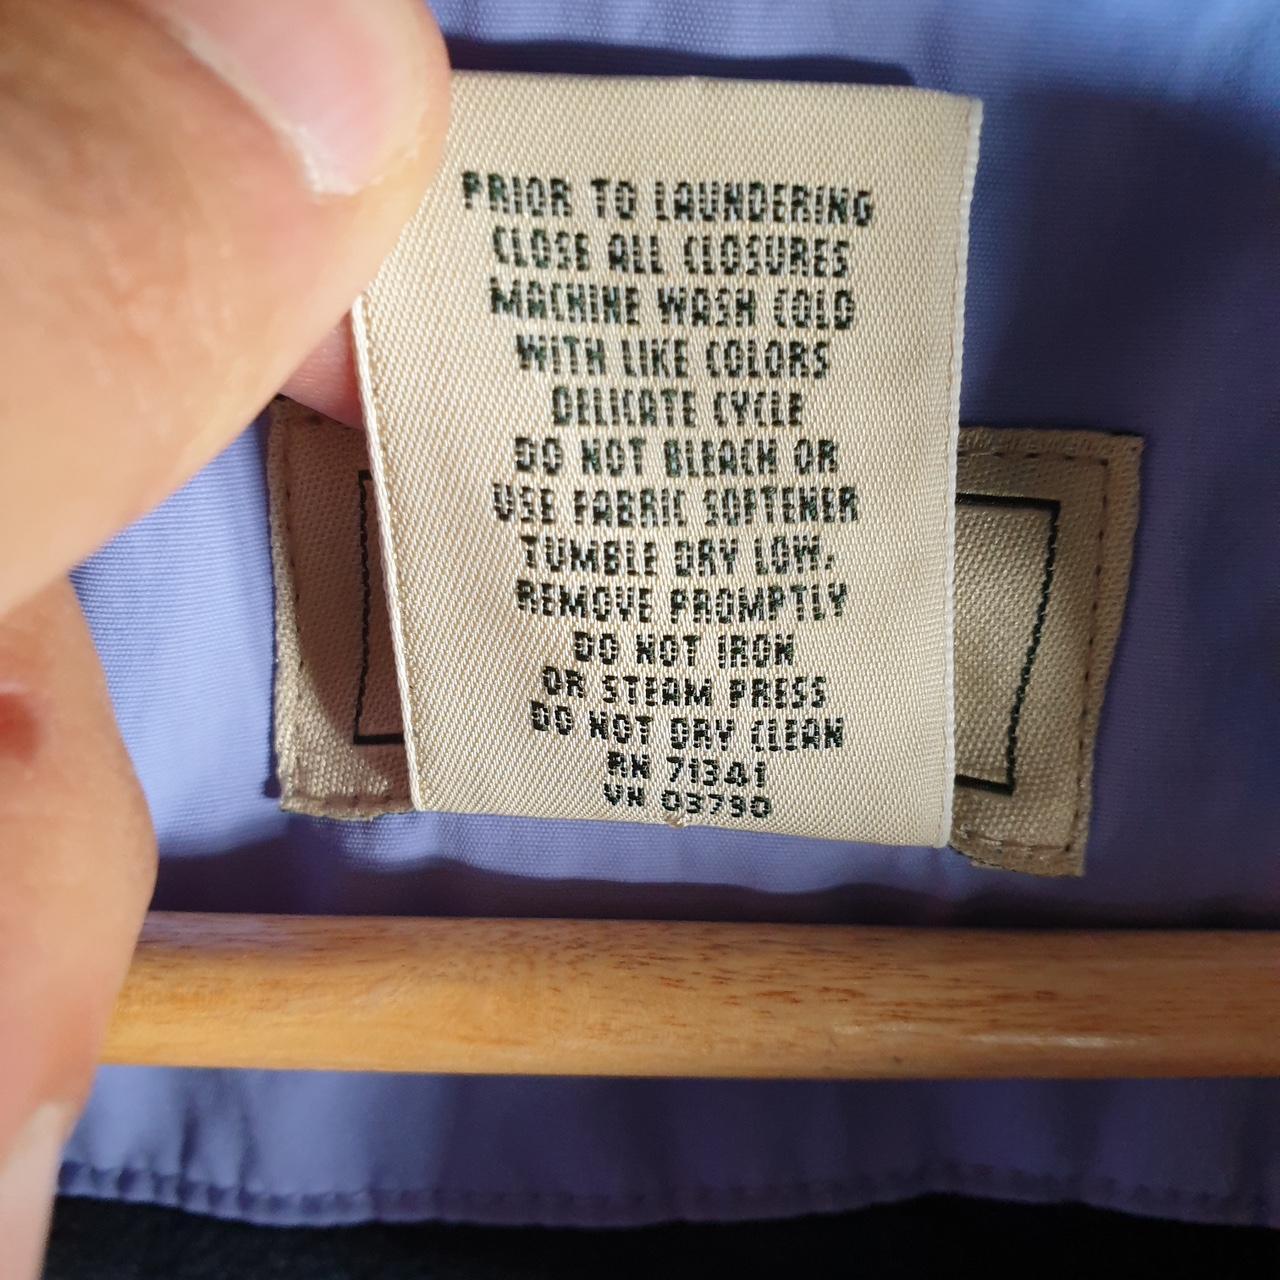 PRIOR TO LAUNDERING
CLOSE ALL CLOSURES
MACHINE WASH COLD
WITH LIKE COLORS
DELICATE CYCLE
DO NOT BLEACH OR
USE FABRIC SOFTENER
TUMBLE DRY LOW.
REMOVE PROMPTLY
DO NOT IRON
OR STEAM PRESS
DO NOT DRY CLEAN
RN 71341
VN 03730